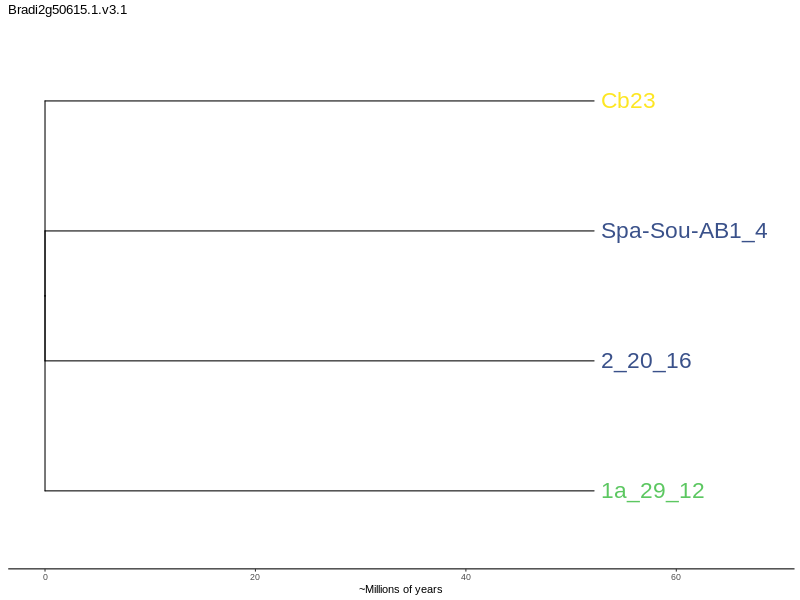 Bradi2g50615.1.v3.1
Cb23
Spa-Sou-AB1_4
2_20_16
1a_29_12
0 20 40 60
~Millions of years